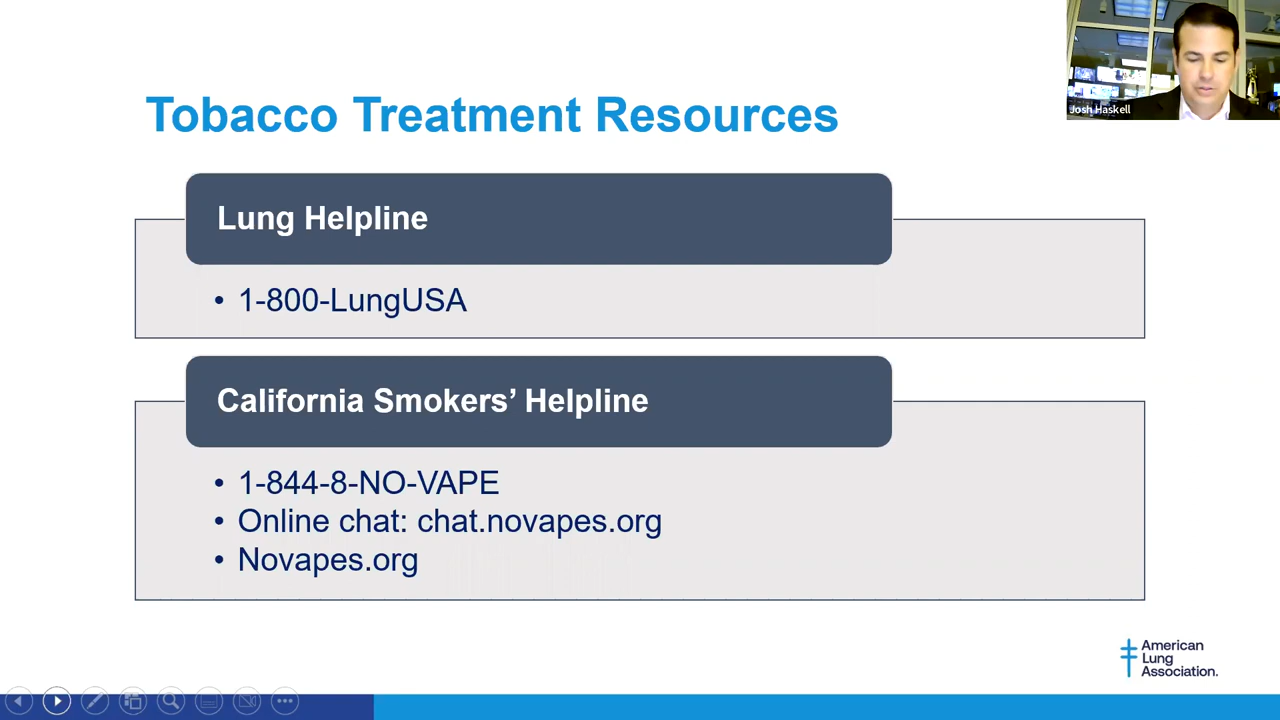 Josh Haskell
Tobacco Treatment Resources
Lung Helpline
• 1-800-LungUSA
California Smokers’ Helpline
• 1-844-8-NO-VAPE
• Online chat: chat.novapes.org
• Novapes.org
American
Lung
Association.